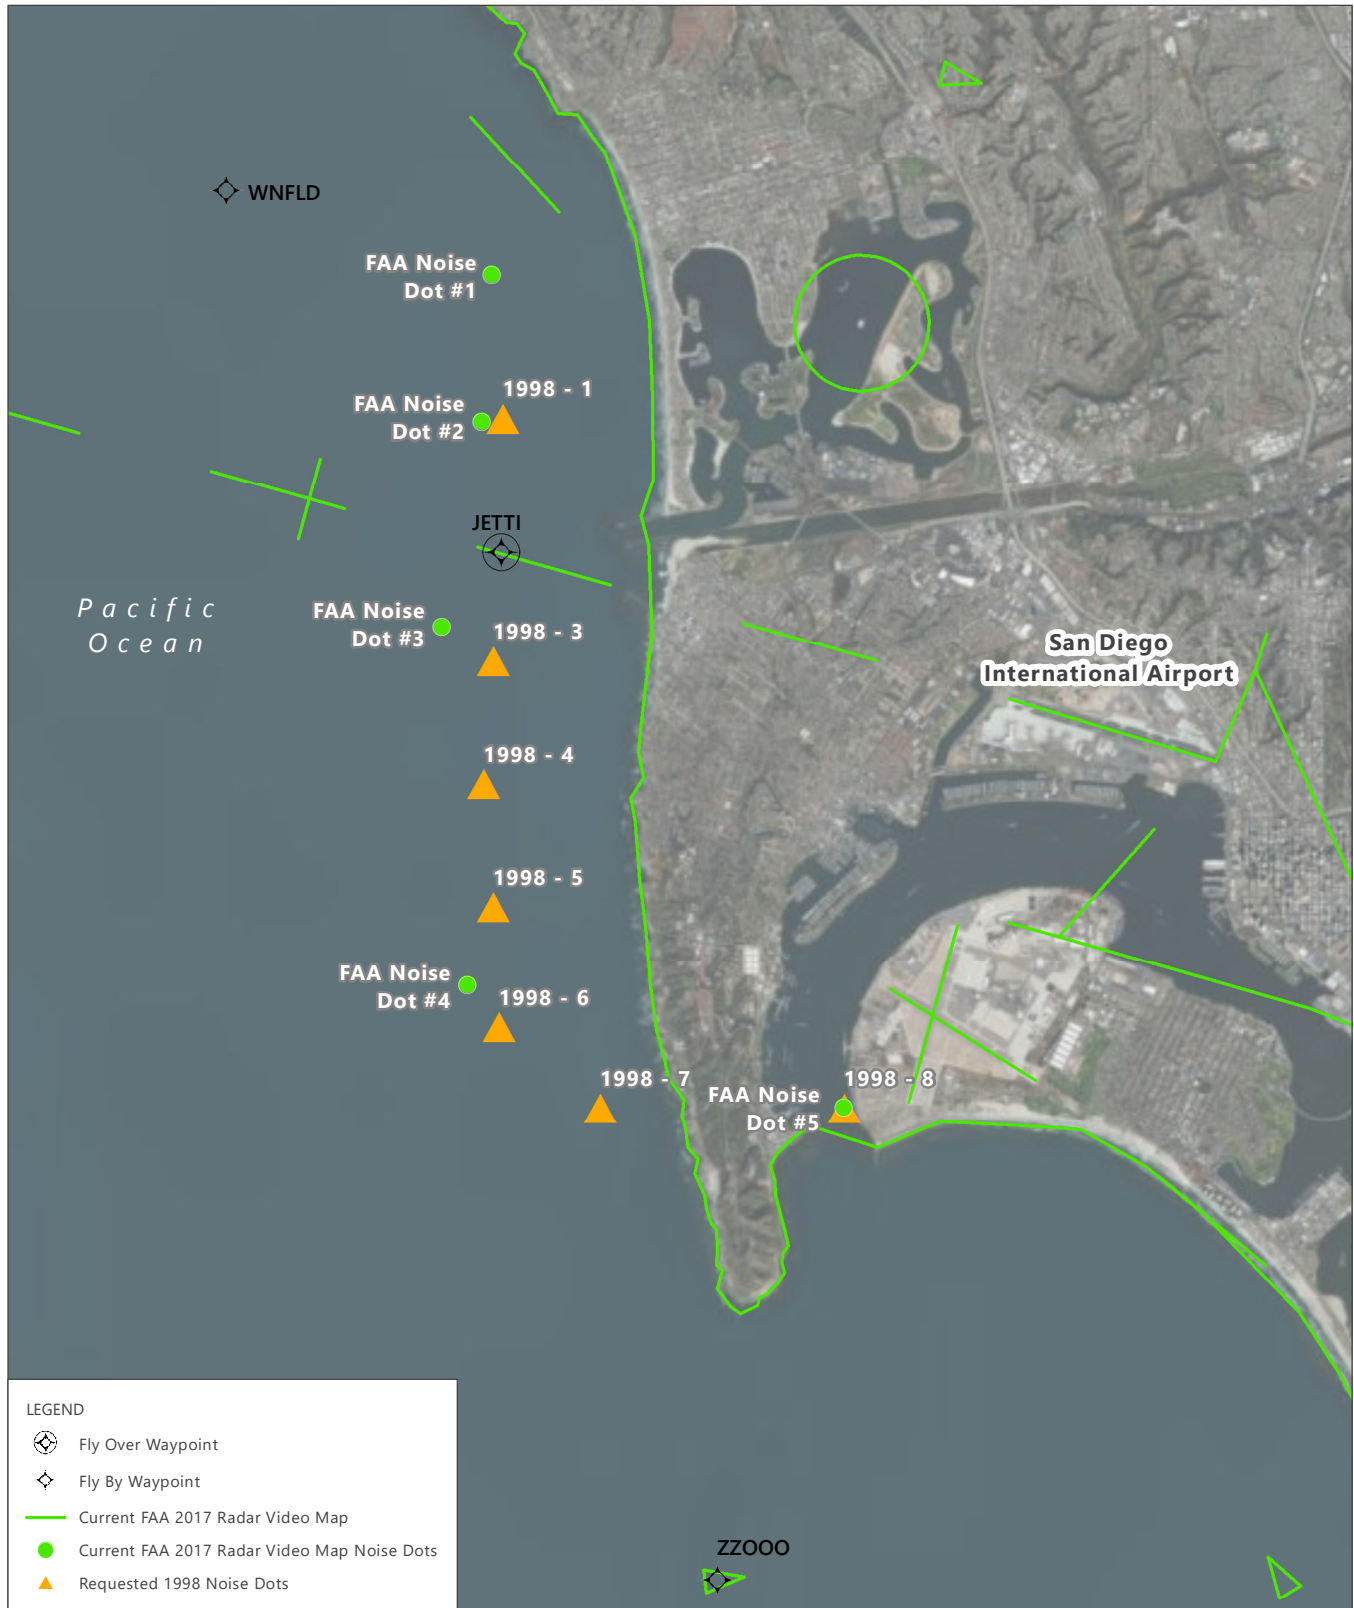 WNFLD
FAA Noise
Dot #1
1998 - 1
FAA Noise
Dot #2
JETTI
Pacific
Ocean
FAA Noise
Dot #3
1998 - 3
San Diego
International Airport
1998 - 4
1998 - 5
FAA Noise
Dot #4
1998 - 6
1998 - 7
FAA Noise
Dot #5
1998 - 8
LEGEND
Fly Over Waypoint
Fly By Waypoint
Current FAA 2017 Radar Video Map
Current FAA 2017 Radar Video Map Noise Dots
Requested 1998 Noise Dots
ZZOOO